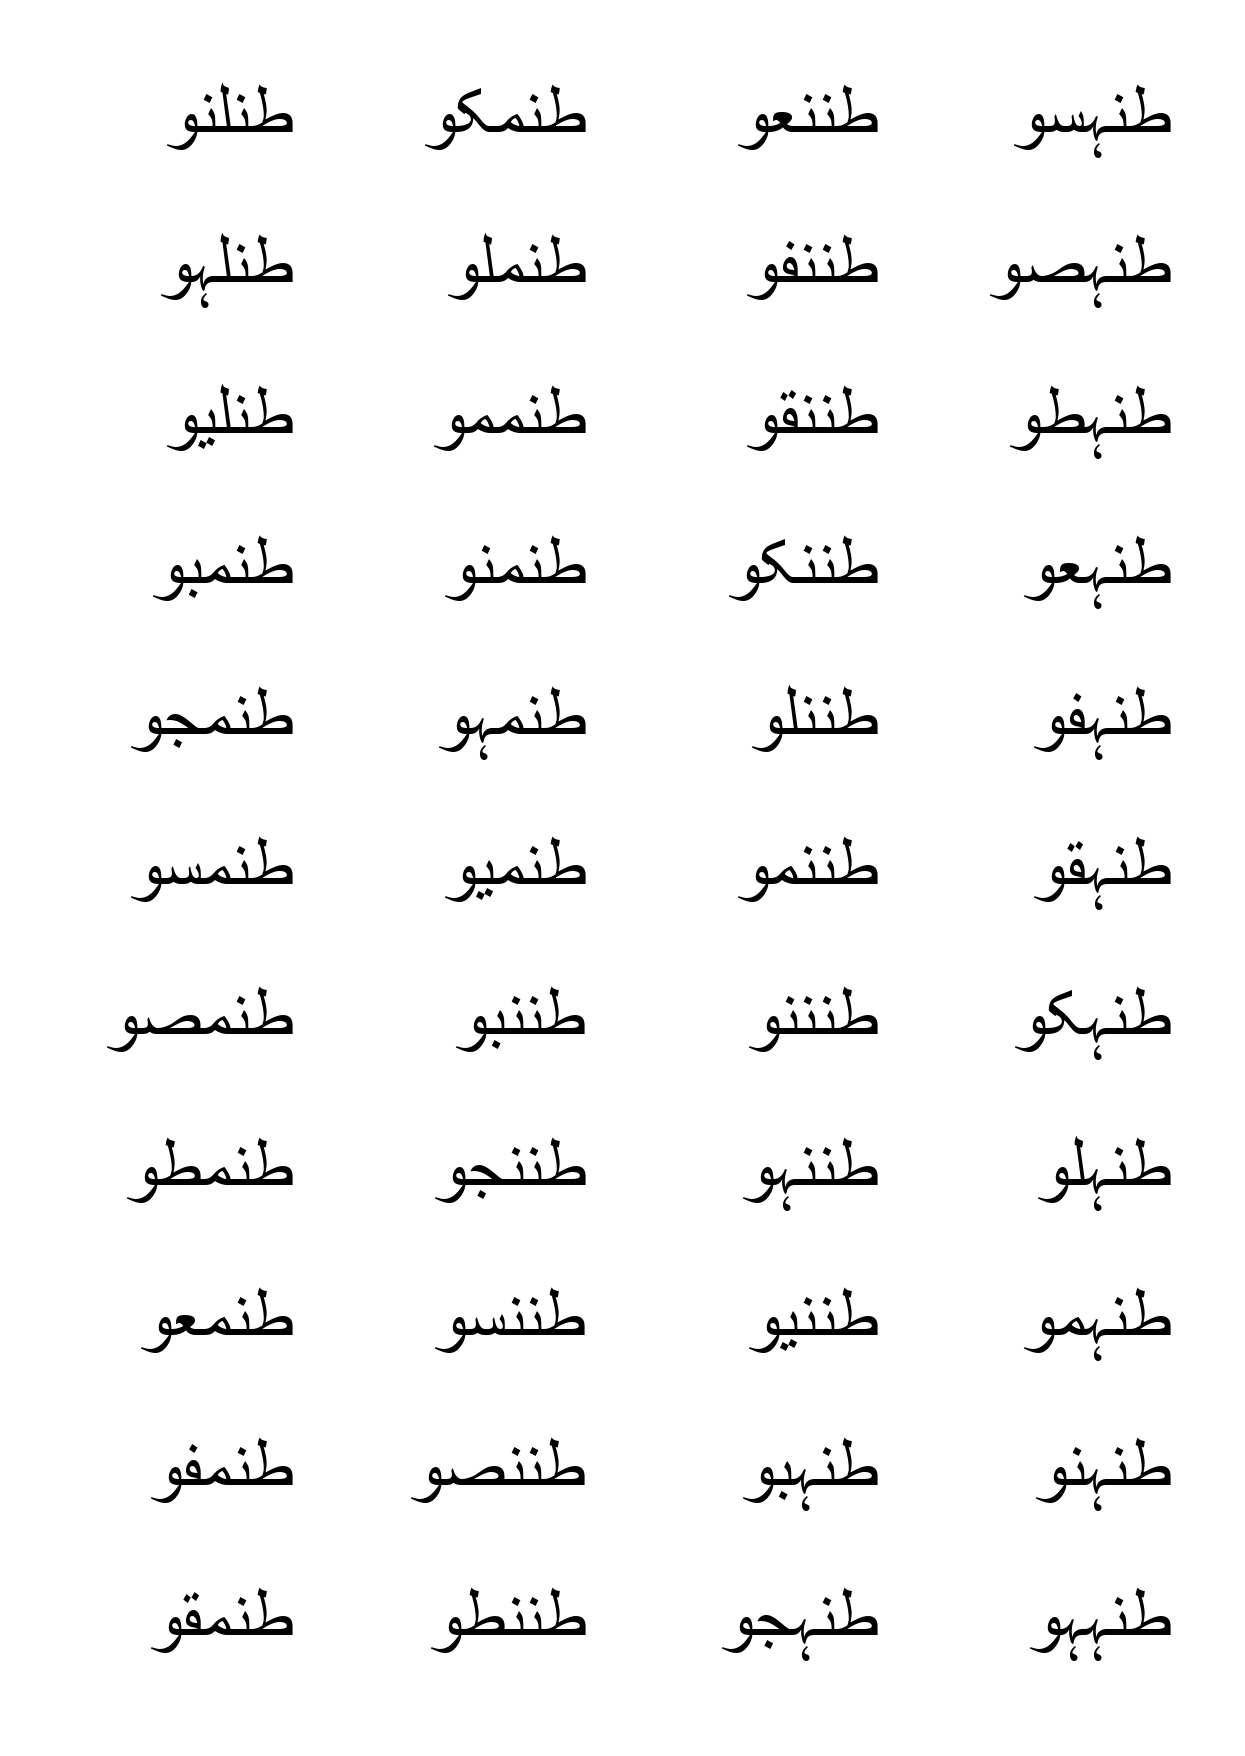 طنہسو طننعو طنمکو طنلنو
طنہصو طننفو طنملو طنلہو
طنہطو طننقو طنممو طنلیو
طنہعو طننکو طنمنو طنمبو
طنہفو طننلو طنمہو طنمجو
طنہقو طننمو طنمیو طنمسو
طنہکو طنننو طننبو طنمصو
طنہلو طننہو طننجو طنمطو
طنہمو طننیو طننسو طنمعو
طنہنو طنہبو طننصو طنمفو
طنہہو طنہجو طننطو طنمقو